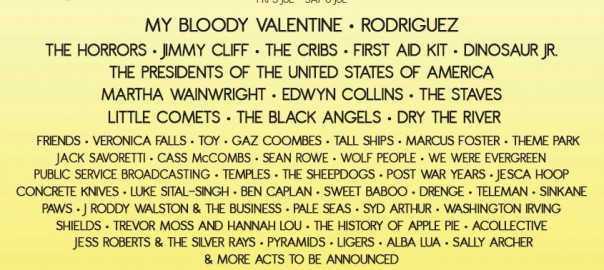 MY BLOODY VALENTINE • RODRIGUEZ
THE HORRORS • JIMMY CLIFF • THE CRIBS • FIRST AID KIT • DINOSAUR JR.
THE PRESIDENTS OF THE UNITED STATES OF AMERICA
MARTHA WAINWRIGHT • EDWYN COLLINS • THE STAVES
LITTLE COMETS • THE BLACK ANGELS • DRY THE RIVER
FRIENDS • VERONICA FALLS • TOY • GAZ COOMBES • TALL SHIPS • MARCUS FOSTER • THEME PARK
JACK SAVORETTI • CASS McCOMBS • SEAN ROWE • WOLF PEOPLE • WE WERE EVERGREEN
PUBLIC SERVICE BROADCASTING • TEMPLES • THE SHEEPDOGS • POST WAR YEARS • JESCA HOOP
CONCRETE KNIVES • LUKE SITAL-SINGH • BEN CAPLAN • SWEET BABOO • DRENGE • TELEMAN • SINKANE
PAWS • J RODDY WALSTON & THE BUSINESS • PALE SEAS • SYD ARTHUR • WASHINGTON IRVING
SHIELDS • TREVOR MOSS AND HANNAH LOU • THE HISTORY OF APPLE PIE • ACOLLECTIVE
JESS ROBERTS & THE SILVER RAYS • PYRAMIDS • LIGERS • ALBA LUA • SALLY ARCHER
& MORE ACTS TO BE ANNOUNCED